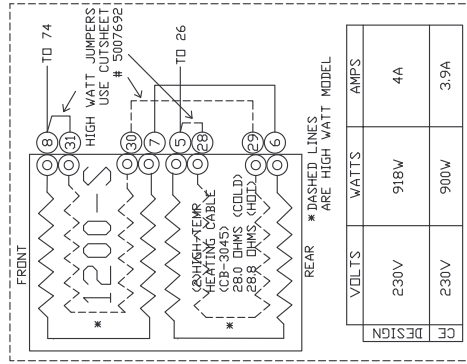 FRONT
1200-S
*
(2)HIGH-TEMP.
HEATING CABLE
(CB-3045)
28.0 OHMS (COLD)
28.8 OHMS (HOT)
*
REAR
8
31
30
7
5
28
29
6
TO 74
HIGH WATT JUMPERS
USE CUTSHEET
# 5007692
TO 26
* DASHED LINES
ARE HIGH WATT MODEL
VOLTS WATTS AMPS
DESIGN 230V 918W 4A
CE 230V 900W 3.9A